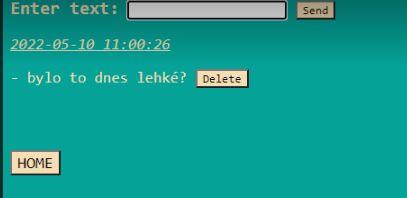 Enter text: Send
2022-05-10 11:00:26
- bylo to dnes lehké? Delete
HOME